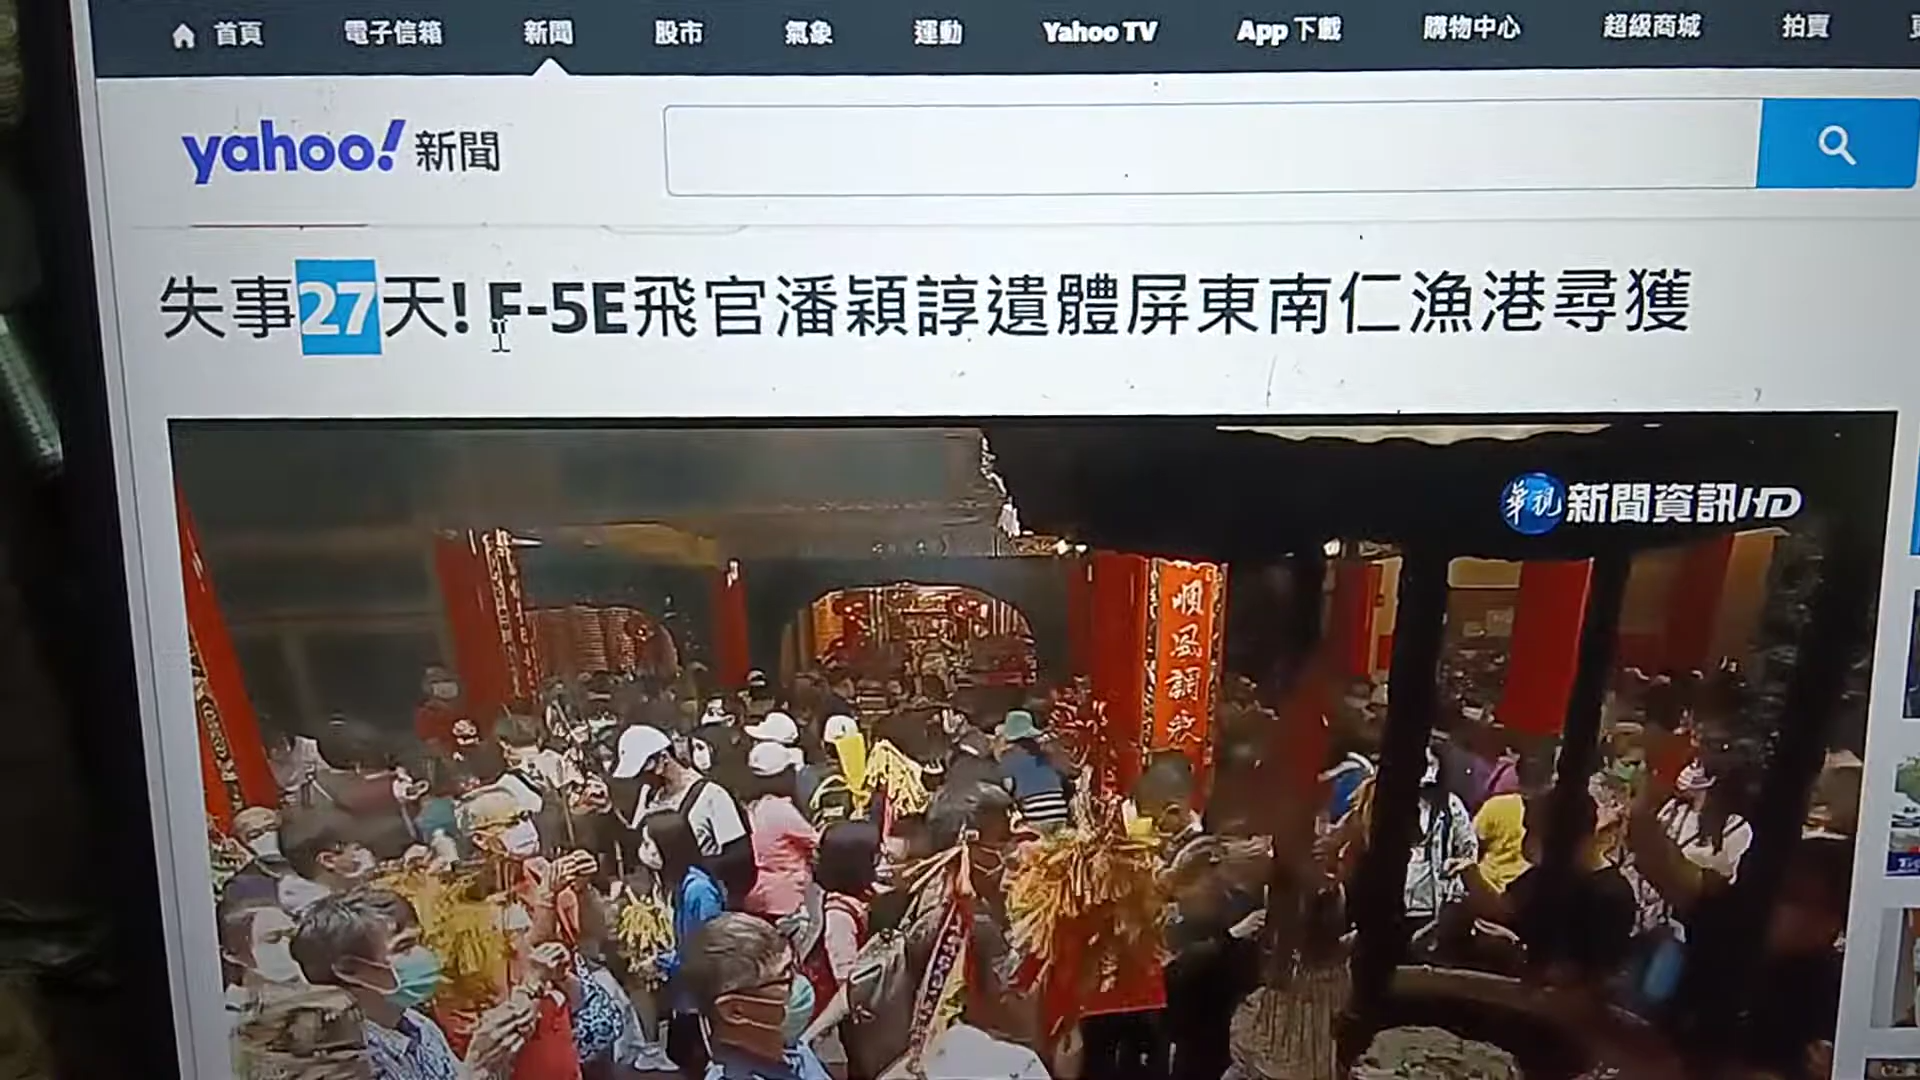 首頁 電子信箱 新聞 股市 氣象 運動 Yahoo TV App下載 購物中心 超級商城 拍賣
yahoo!新聞
失事27天! F-5E飛官潘穎諄遺體屏東南仁漁港尋獲
華視 新聞資訊HD
順風調